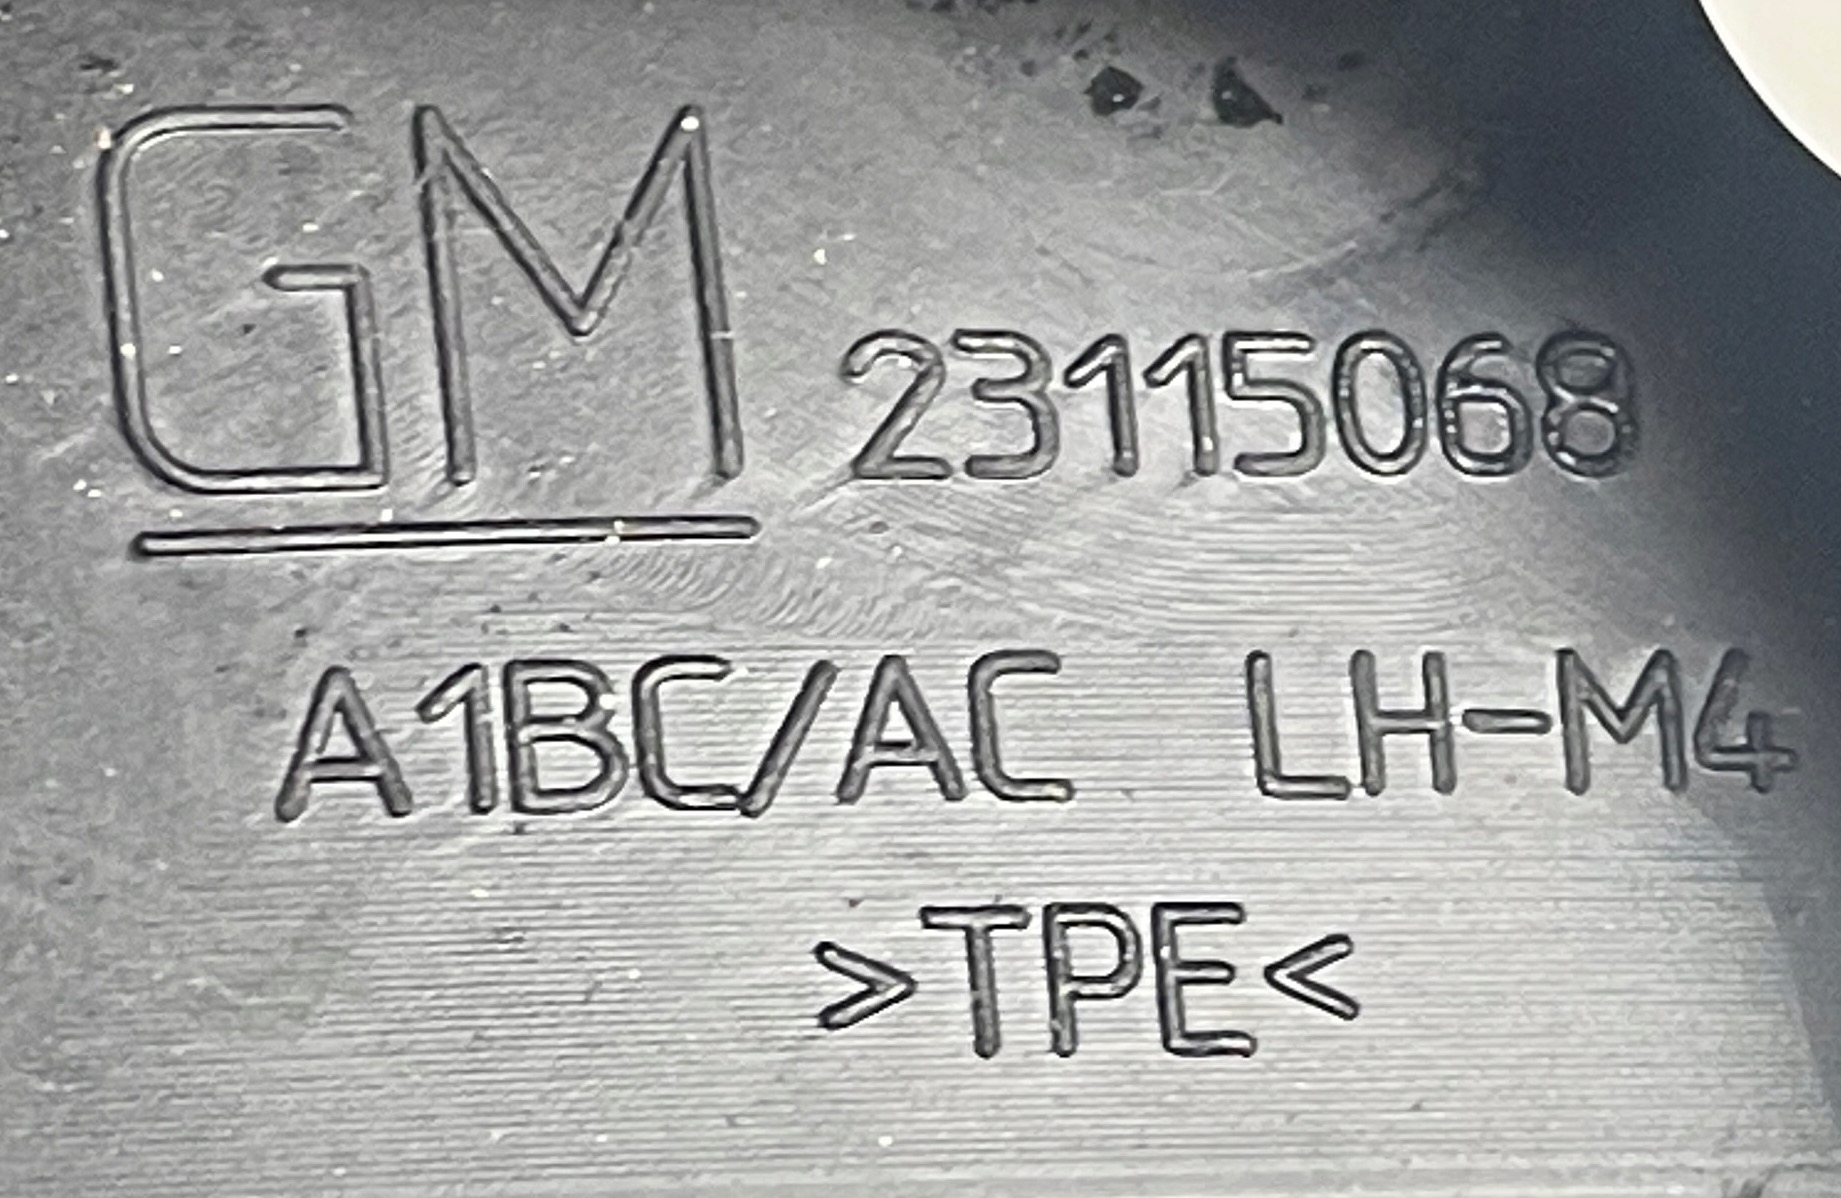 GM 23115068
A1BC/AC LH-M4
>TPE<